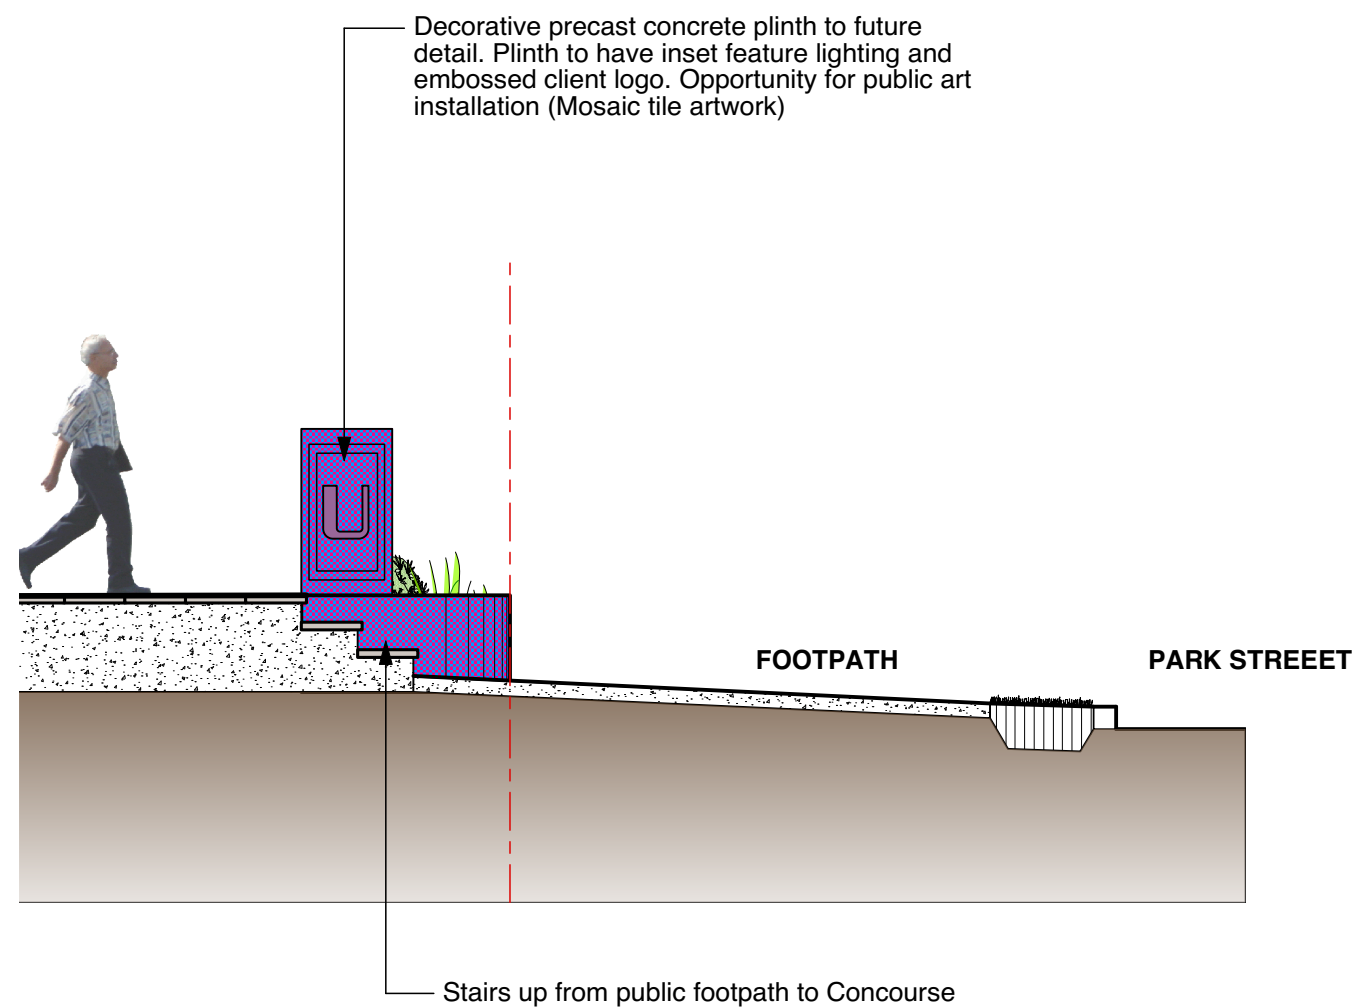 Decorative precast concrete plinth to future
detail. Plinth to have inset feature lighting and
embossed client logo. Opportunity for public art
installation (Mosaic tile artwork)
U
FOOTPATH
PARK STREEET
Stairs up from public footpath to Concourse